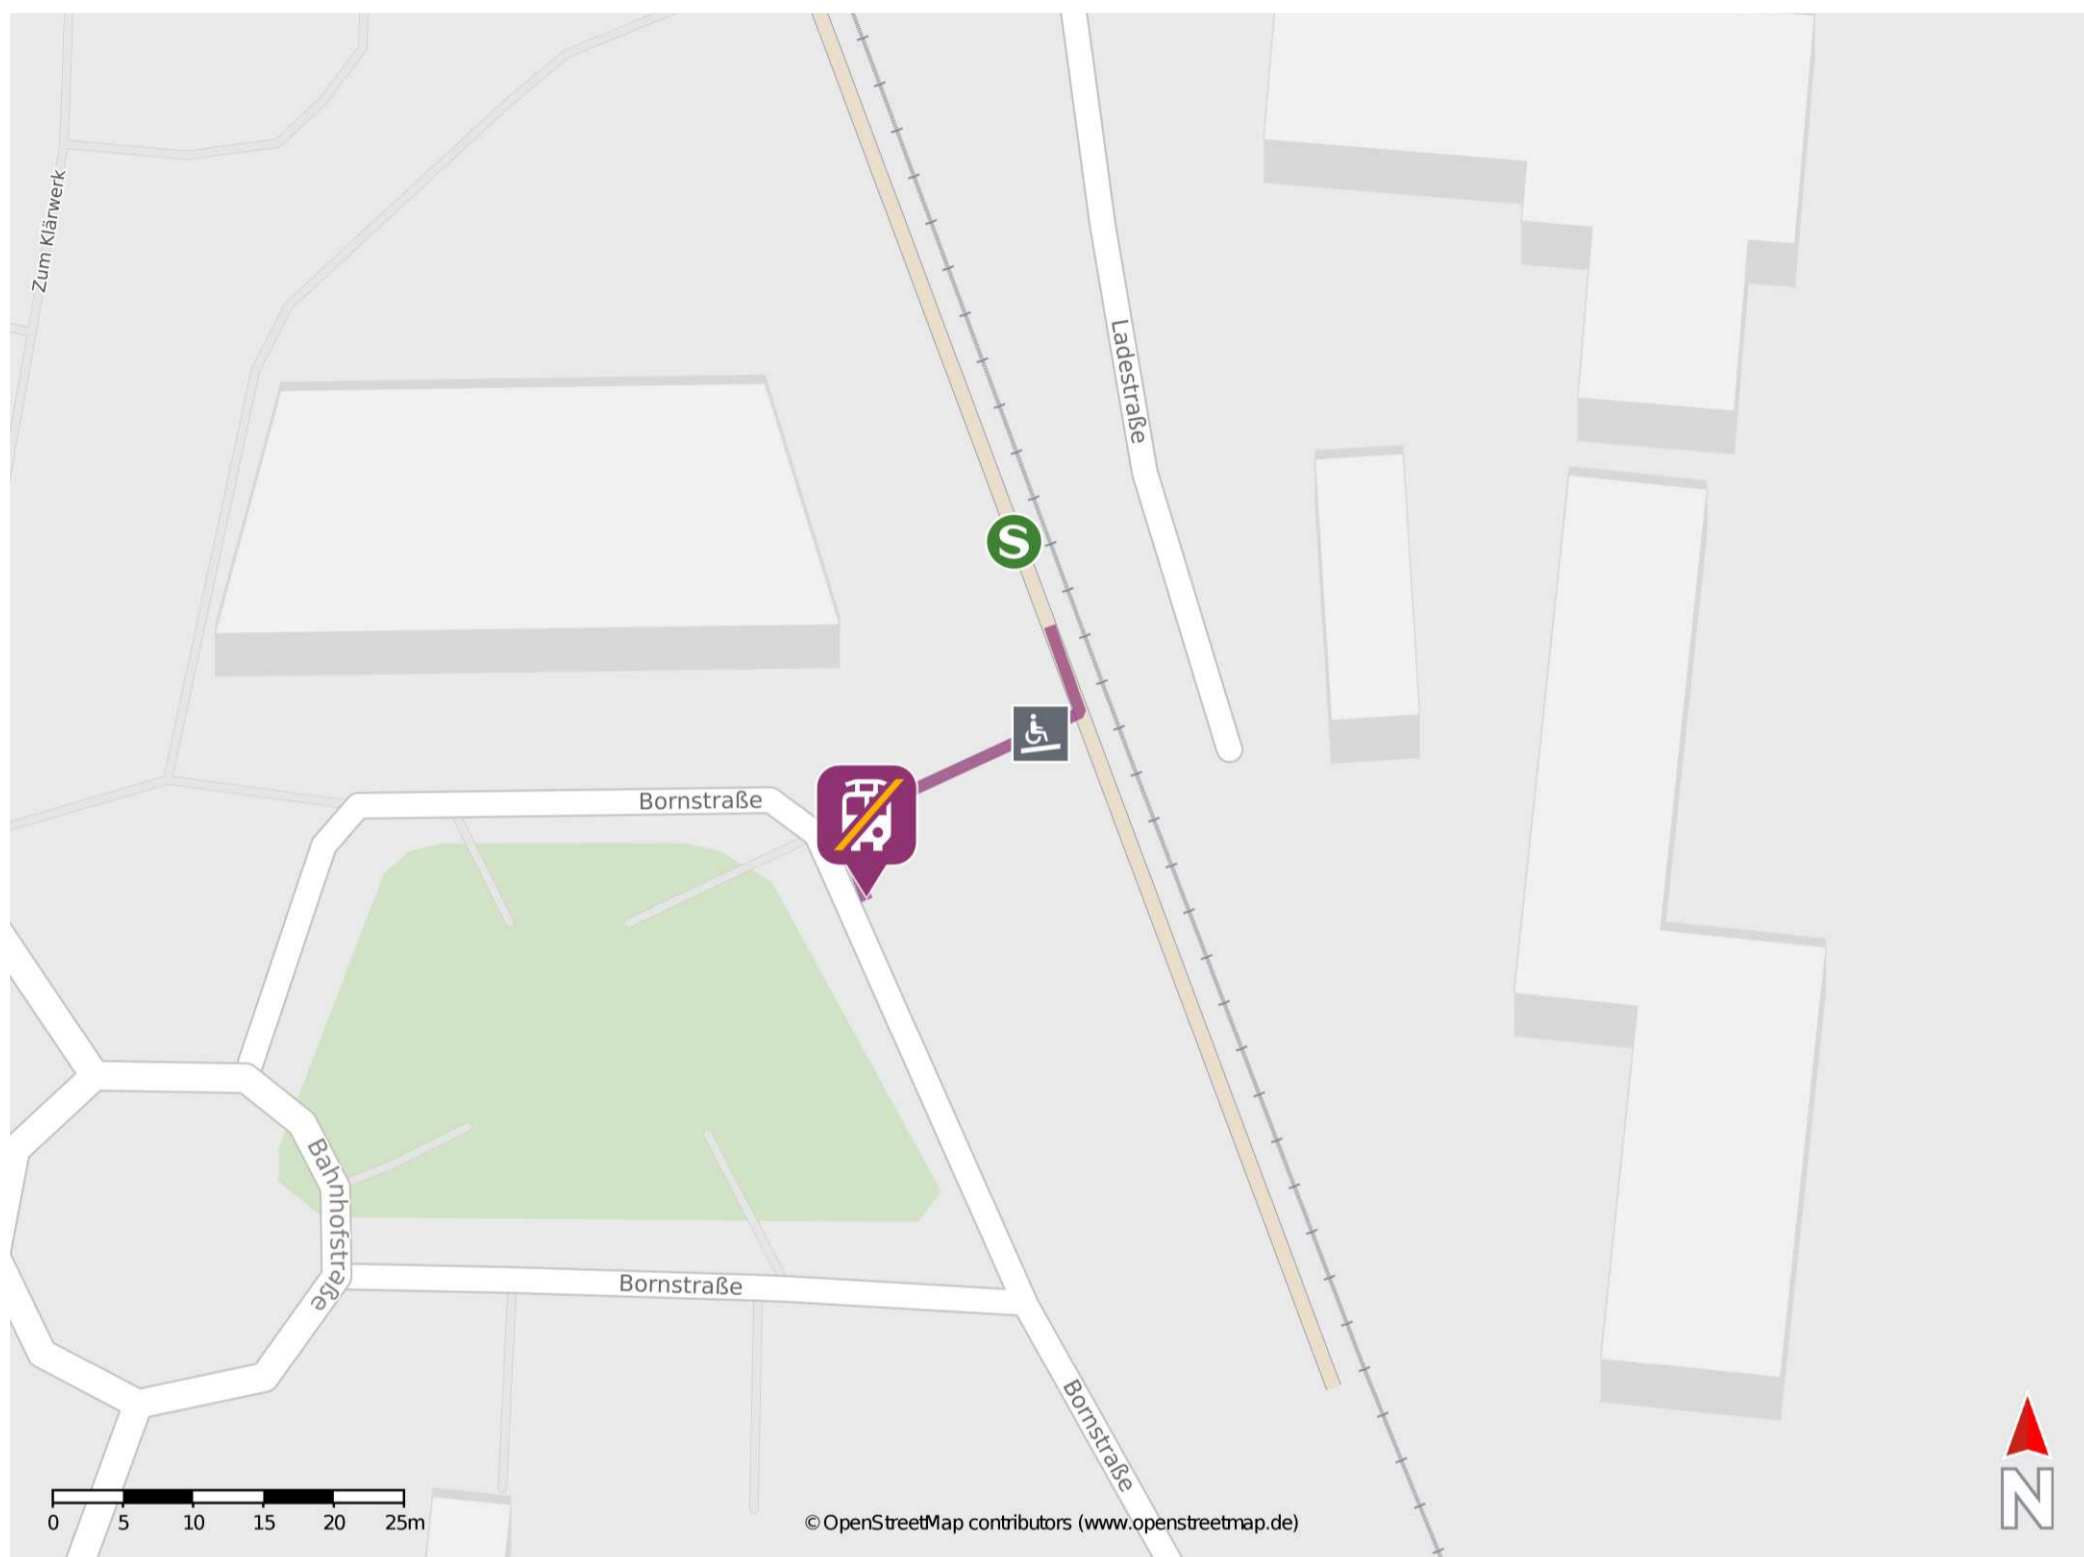 Zum Klärwerk
Ladestraße
S
Bornstraße
Bahnhofstraße
Bornstraße
Bornstraße
0 5 10 15 20 25m
© OpenStreetMap contributors (www.openstreetmap.de)
N